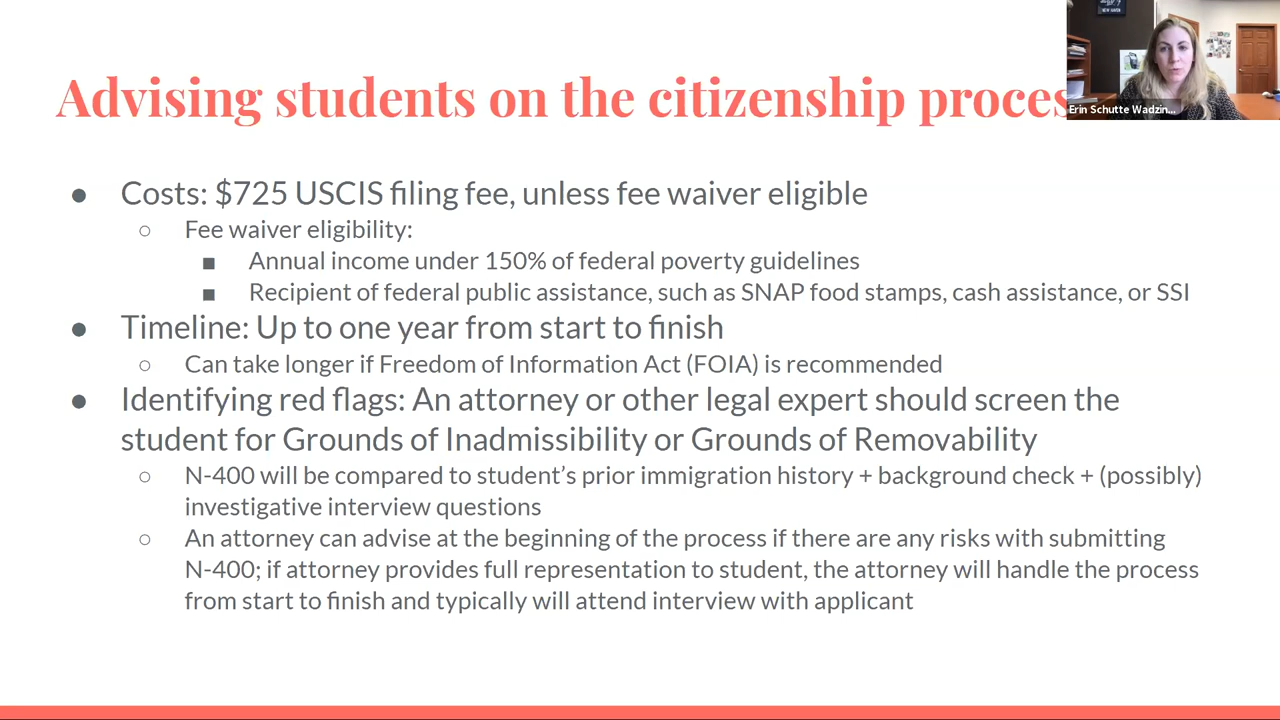 Advising students on the citizenship proces
Erin Schutte Wadzin...
● Costs: $725 USCIS filing fee, unless fee waiver eligible
○ Fee waiver eligibility:
■ Annual income under 150% of federal poverty guidelines
■ Recipient of federal public assistance, such as SNAP food stamps, cash assistance, or SSI
● Timeline: Up to one year from start to finish
○ Can take longer if Freedom of Information Act (FOIA) is recommended
● Identifying red flags: An attorney or other legal expert should screen the
student for Grounds of Inadmissibility or Grounds of Removability
○ N-400 will be compared to student’s prior immigration history + background check + (possibly)
investigative interview questions
○ An attorney can advise at the beginning of the process if there are any risks with submitting
N-400; if attorney provides full representation to student, the attorney will handle the process
from start to finish and typically will attend interview with applicant